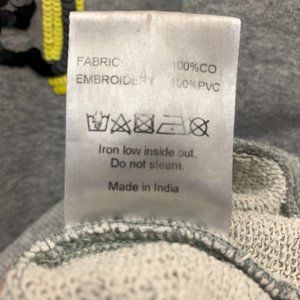 FABRIC: 100%CO
EMBROIDERY 100%PVC
Iron low inside out.
Do not steam.
Made in India